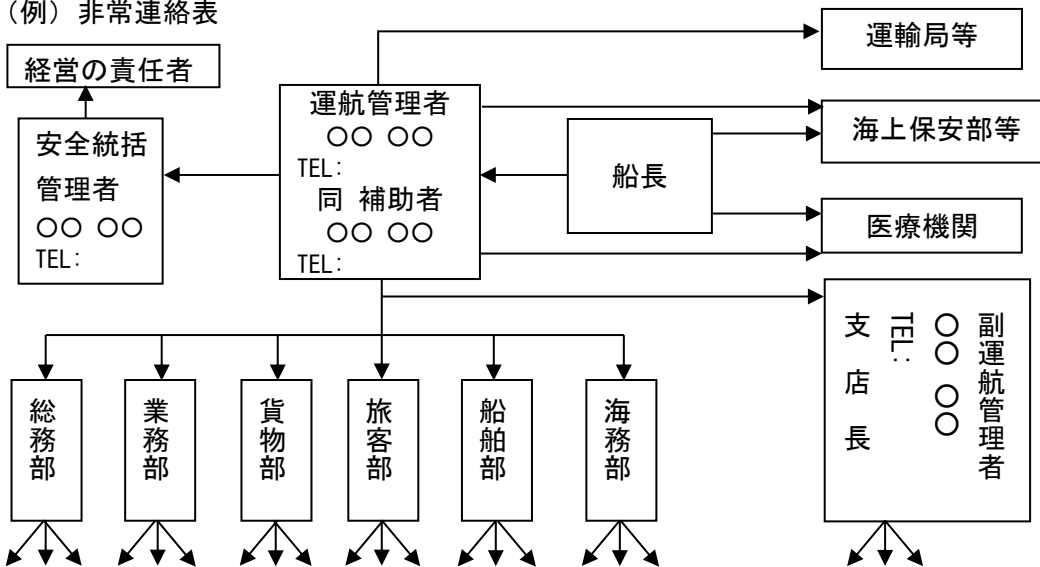 （例）非常連絡表
経営の責任者
安全統括
管理者
○○ ○○
TEL:
運航管理者
○○ ○○
TEL:
同 補助者
○○ ○○
TEL:
船長
運輸局等
海上保安部等
医療機関
副運航管理者
○○ ○○
TEL:
支店長
総務部
業務部
貨物部
旅客部
船舶部
海務部